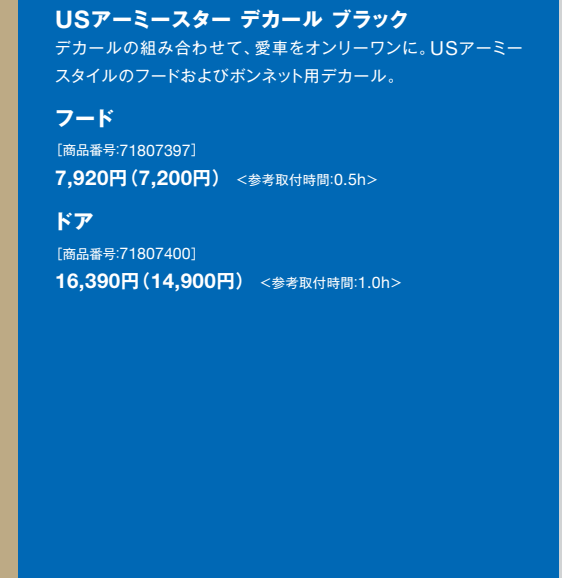 USアーミースター デカール ブラック
デカールの組み合わせて、愛車をオンリーワンに。USアーミー
スタイルのフードおよびボンネット用デカール。
フード
[商品番号:71807397]
7,920円（7,200円） <参考取付時間:0.5h>
ドア
[商品番号:71807400]
16,390円（14,900円） <参考取付時間:1.0h>